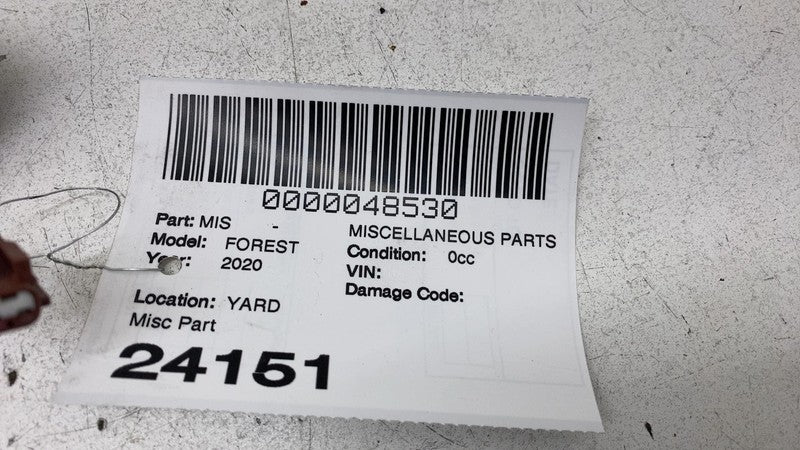 0000048530
Part: MIS - MISCELLANEOUS PARTS
Model: FOREST Condition: 0cc
Year: 2020 VIN:
Damage Code:
Location: YARD
Misc Part
24151